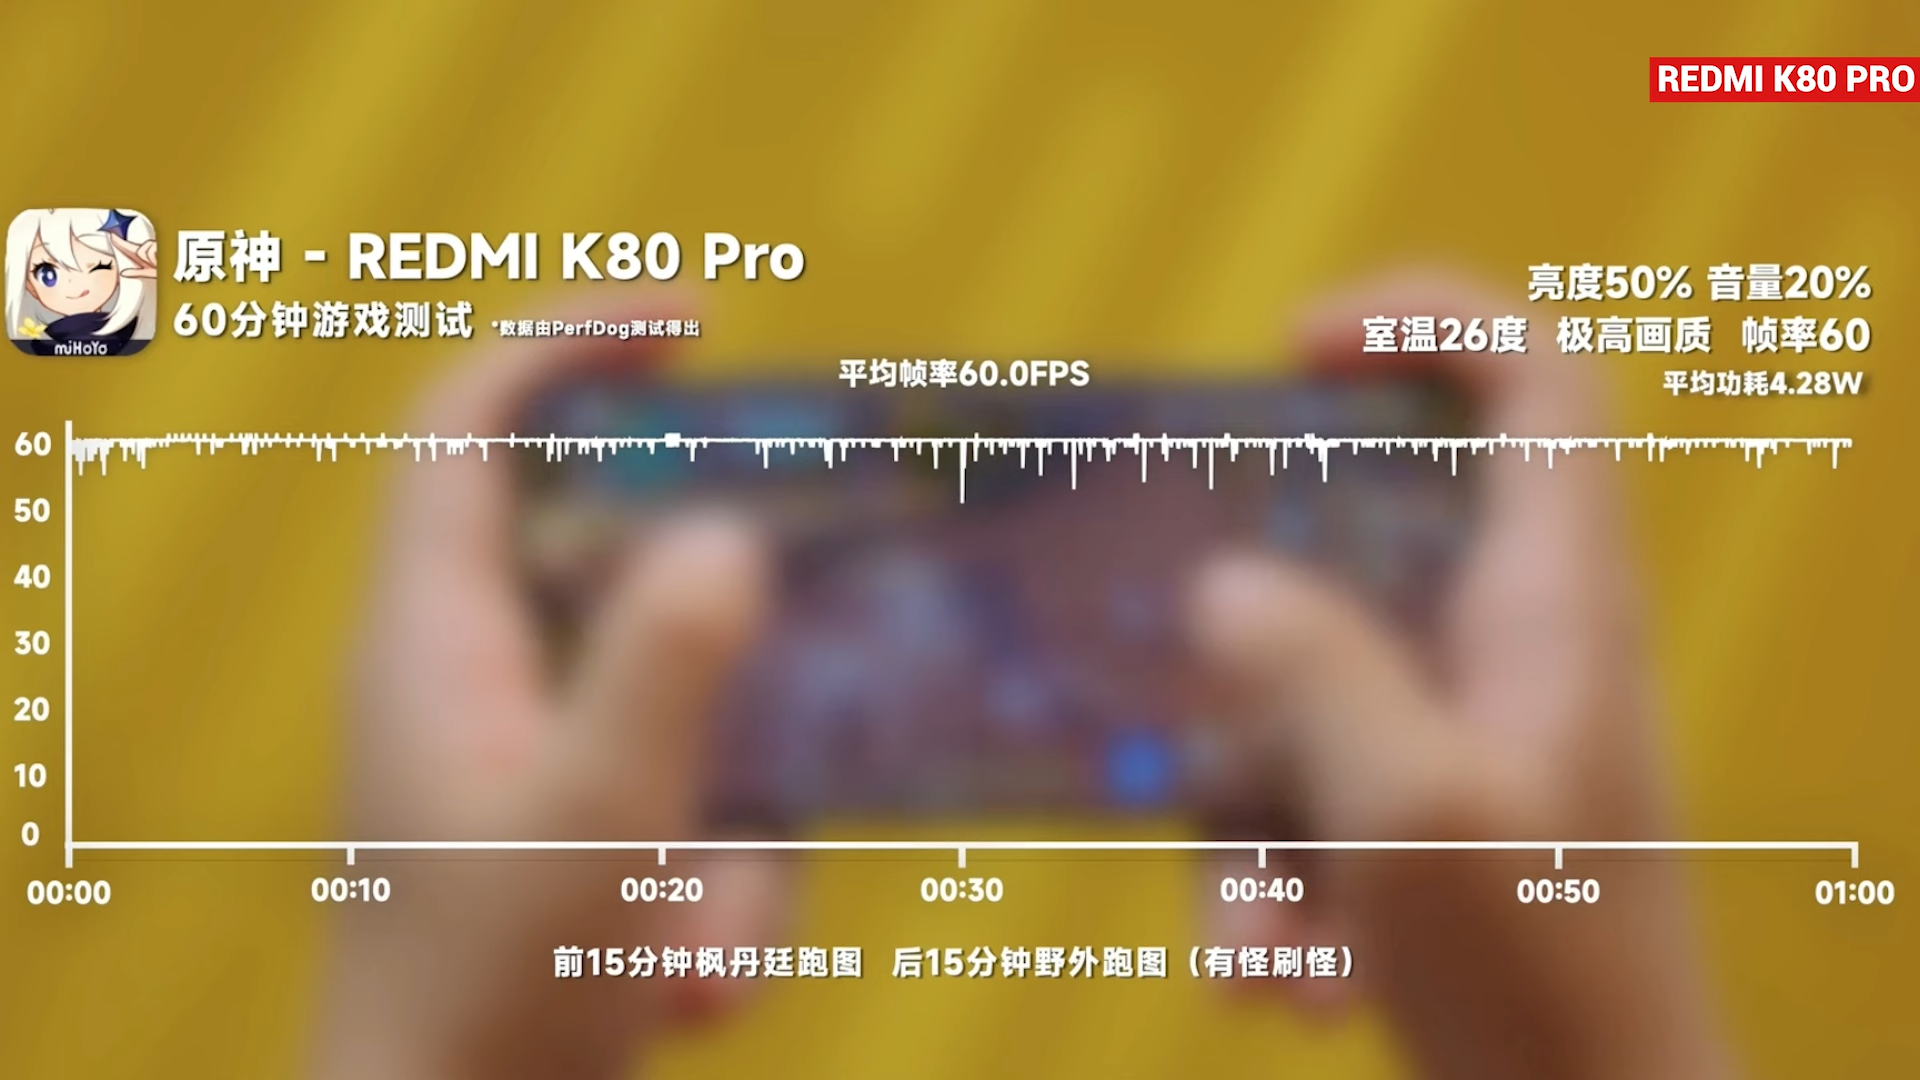 REDMI K80 PRO
原神 - REDMI K80 Pro
60分钟游戏测试 *数据由PerfDog测试得出
miHoYo
亮度50% 音量20%
室温26度 极高画质 帧率60
平均功耗4.28W
平均帧率60.0FPS
60
50
40
30
20
10
0
00:00 00:10 00:20 00:30 00:40 00:50 01:00
前15分钟枫丹廷跑图 后15分钟野外跑图（有怪刷怪）